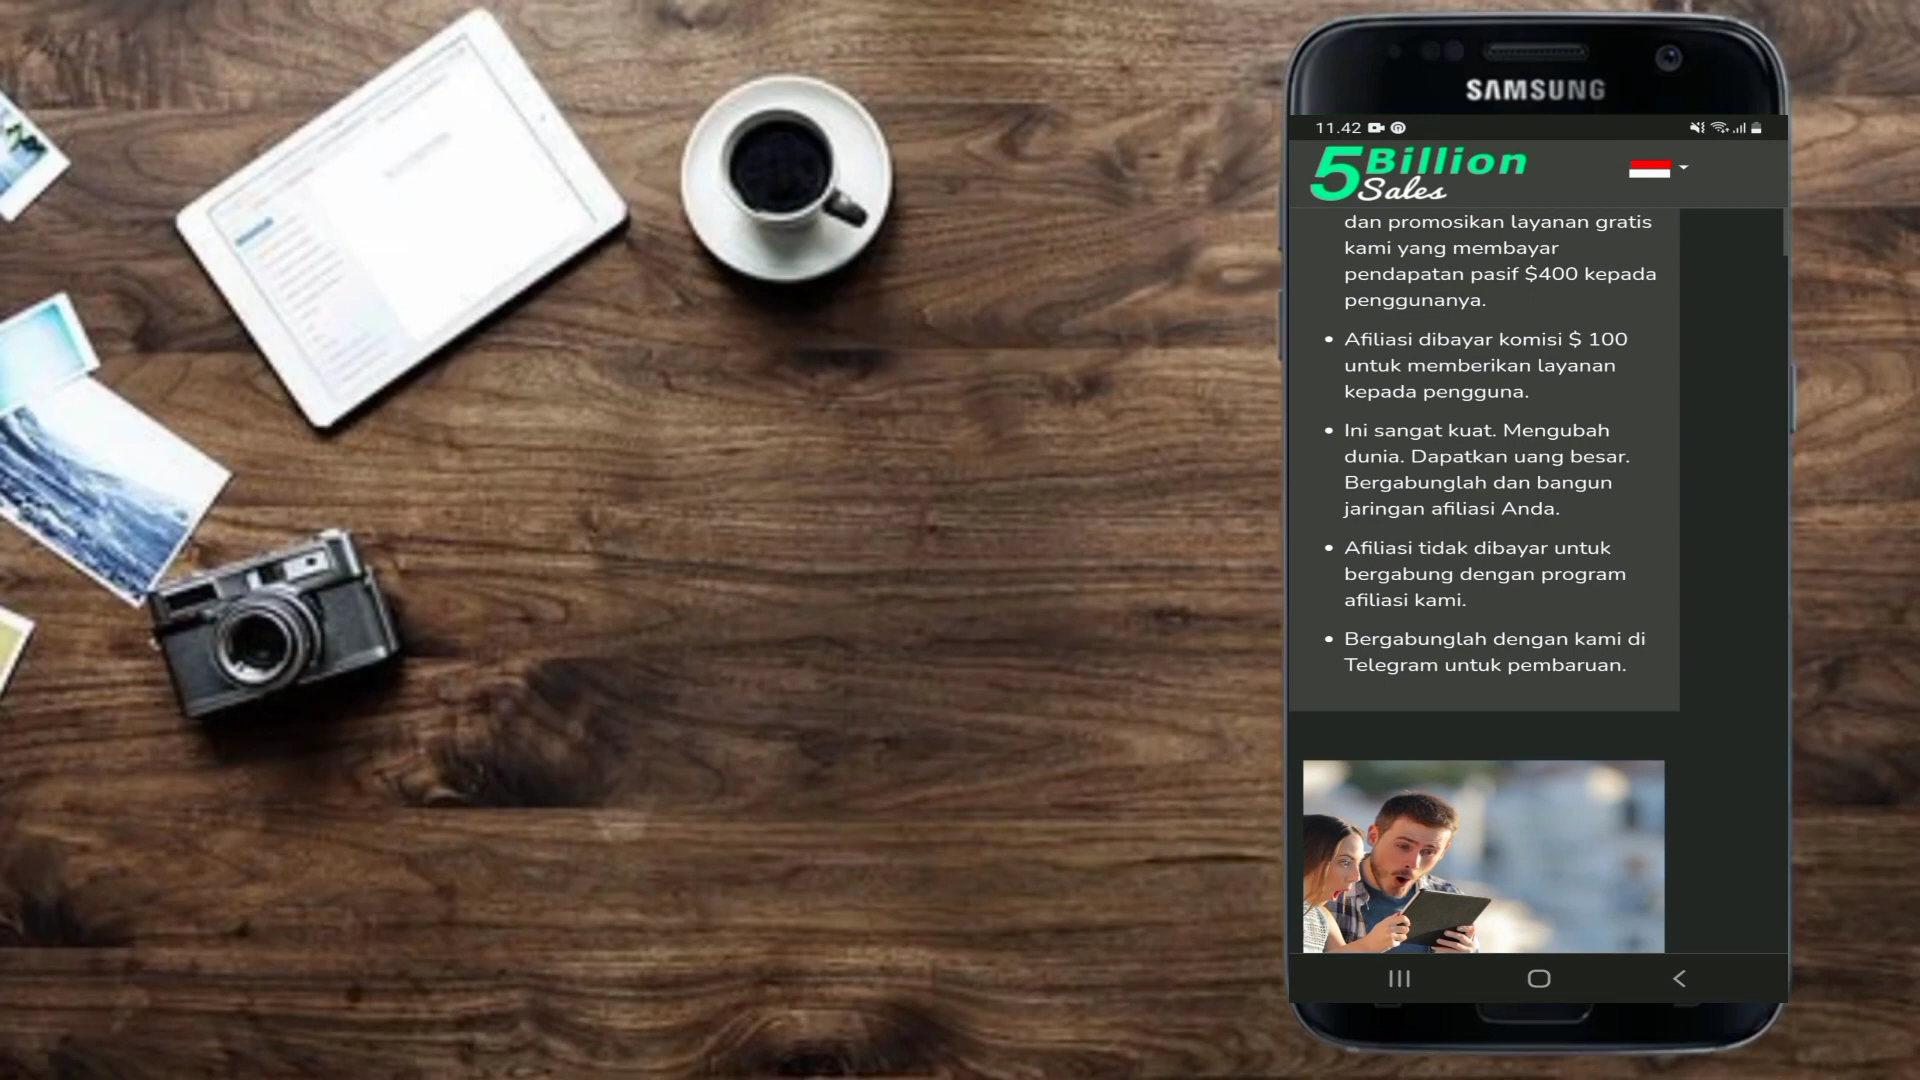 SAMSUNG
11.42
5 Billion
Sales
dan promosikan layanan gratis
kami yang membayar
pendapatan pasif $400 kepada
penggunanya.
• Afiliasi dibayar komisi $ 100
untuk memberikan layanan
kepada pengguna.
• Ini sangat kuat. Mengubah
dunia. Dapatkan uang besar.
Bergabunglah dan bangun
jaringan afiliasi Anda.
• Afiliasi tidak dibayar untuk
bergabung dengan program
afiliasi kami.
• Bergabunglah dengan kami di
Telegram untuk pembaruan.